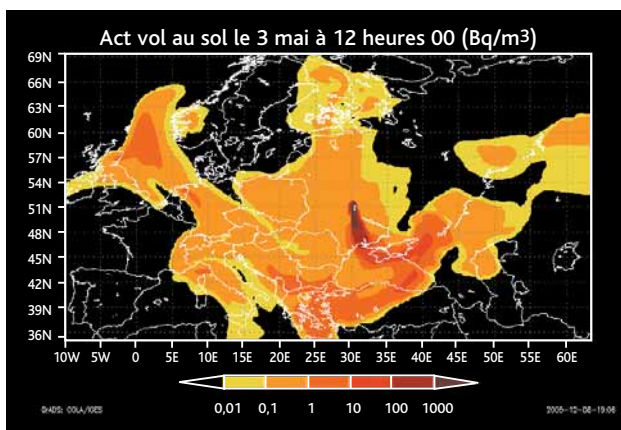 Act vol au sol le 3 mai à 12 heures 00 (Bq/m3)
69N
66N
63N
60N
57N
54N
51N
48N
45N
42N
39N
36N
10W 5W 0 5E 10E 15E 20E 25E 30E 35E 40E 45E 50E 55E 60E
0,01 0,1 1 10 100 1000
GrADS: COLA/IGES 2005-12-08-19:06